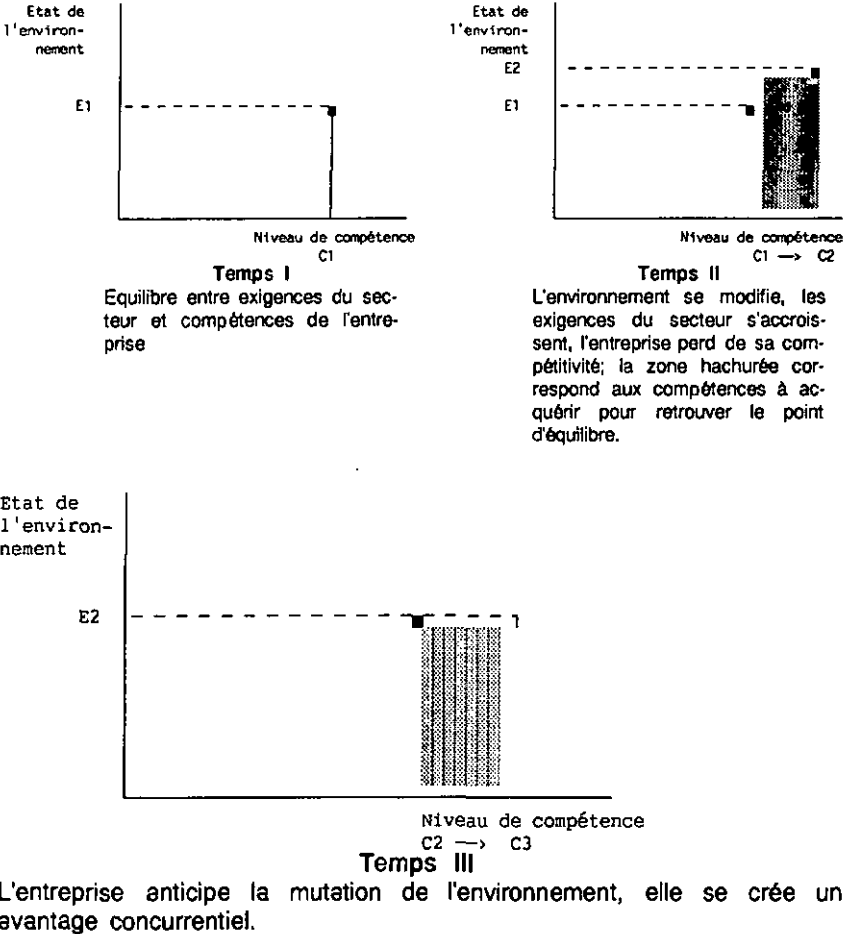 Etat de
l'environ-
nement
E1
Niveau de compétence
C1
Temps I
Equilibre entre exigences du sec-
teur et compétences de l'entre-
prise
Etat de
l'environ-
nement
E2
E1
Niveau de compétence
C1 —> C2
Temps II
L'environnement se modifie, les
exigences du secteur s'accrois-
sent, l'entreprise perd de sa com-
pétitivité; la zone hachurée cor-
respond aux compétences à ac-
quérir pour retrouver le point
d'équilibre.
Etat de
l'environ-
nement
E2
Niveau de compétence
C2 —> C3
Temps III
L'entreprise anticipe la mutation de l'environnement, elle se crée un
avantage concurrentiel.